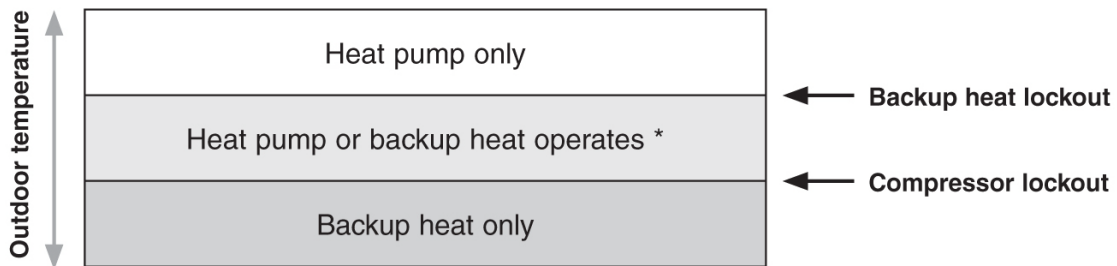 Outdoor temperature
Heat pump only
Backup heat lockout
Heat pump or backup heat operates *
Compressor lockout
Backup heat only